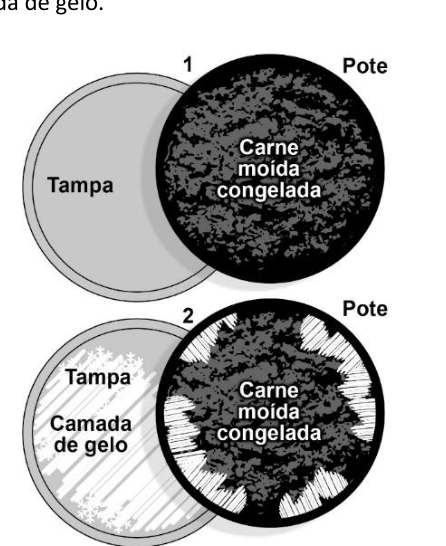 da de gelo.
1
Pote
Tampa
Carne
moída
congelada
2
Pote
Tampa
Camada
de gelo
Carne
moída
congelada